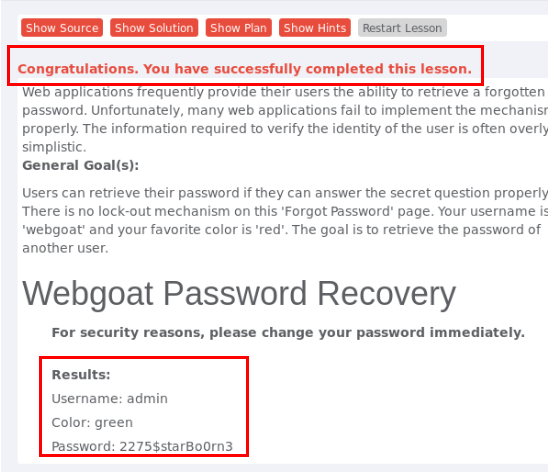 Show Source Show Solution Show Plan Show Hints Restart Lesson
Congratulations. You have successfully completed this lesson.
Web applications frequently provide their users the ability to retrieve a forgotten
password. Unfortunately, many web applications fail to implement the mechanism
properly. The information required to verify the identity of the user is often overly
simplistic.
General Goal(s):
Users can retrieve their password if they can answer the secret question properly
There is no lock-out mechanism on this 'Forgot Password' page. Your username is
'webgoat' and your favorite color is 'red'. The goal is to retrieve the password of
another user.
Webgoat Password Recovery
For security reasons, please change your password immediately.
Results:
Username: admin
Color: green
Password: 2275$starBo0rn3